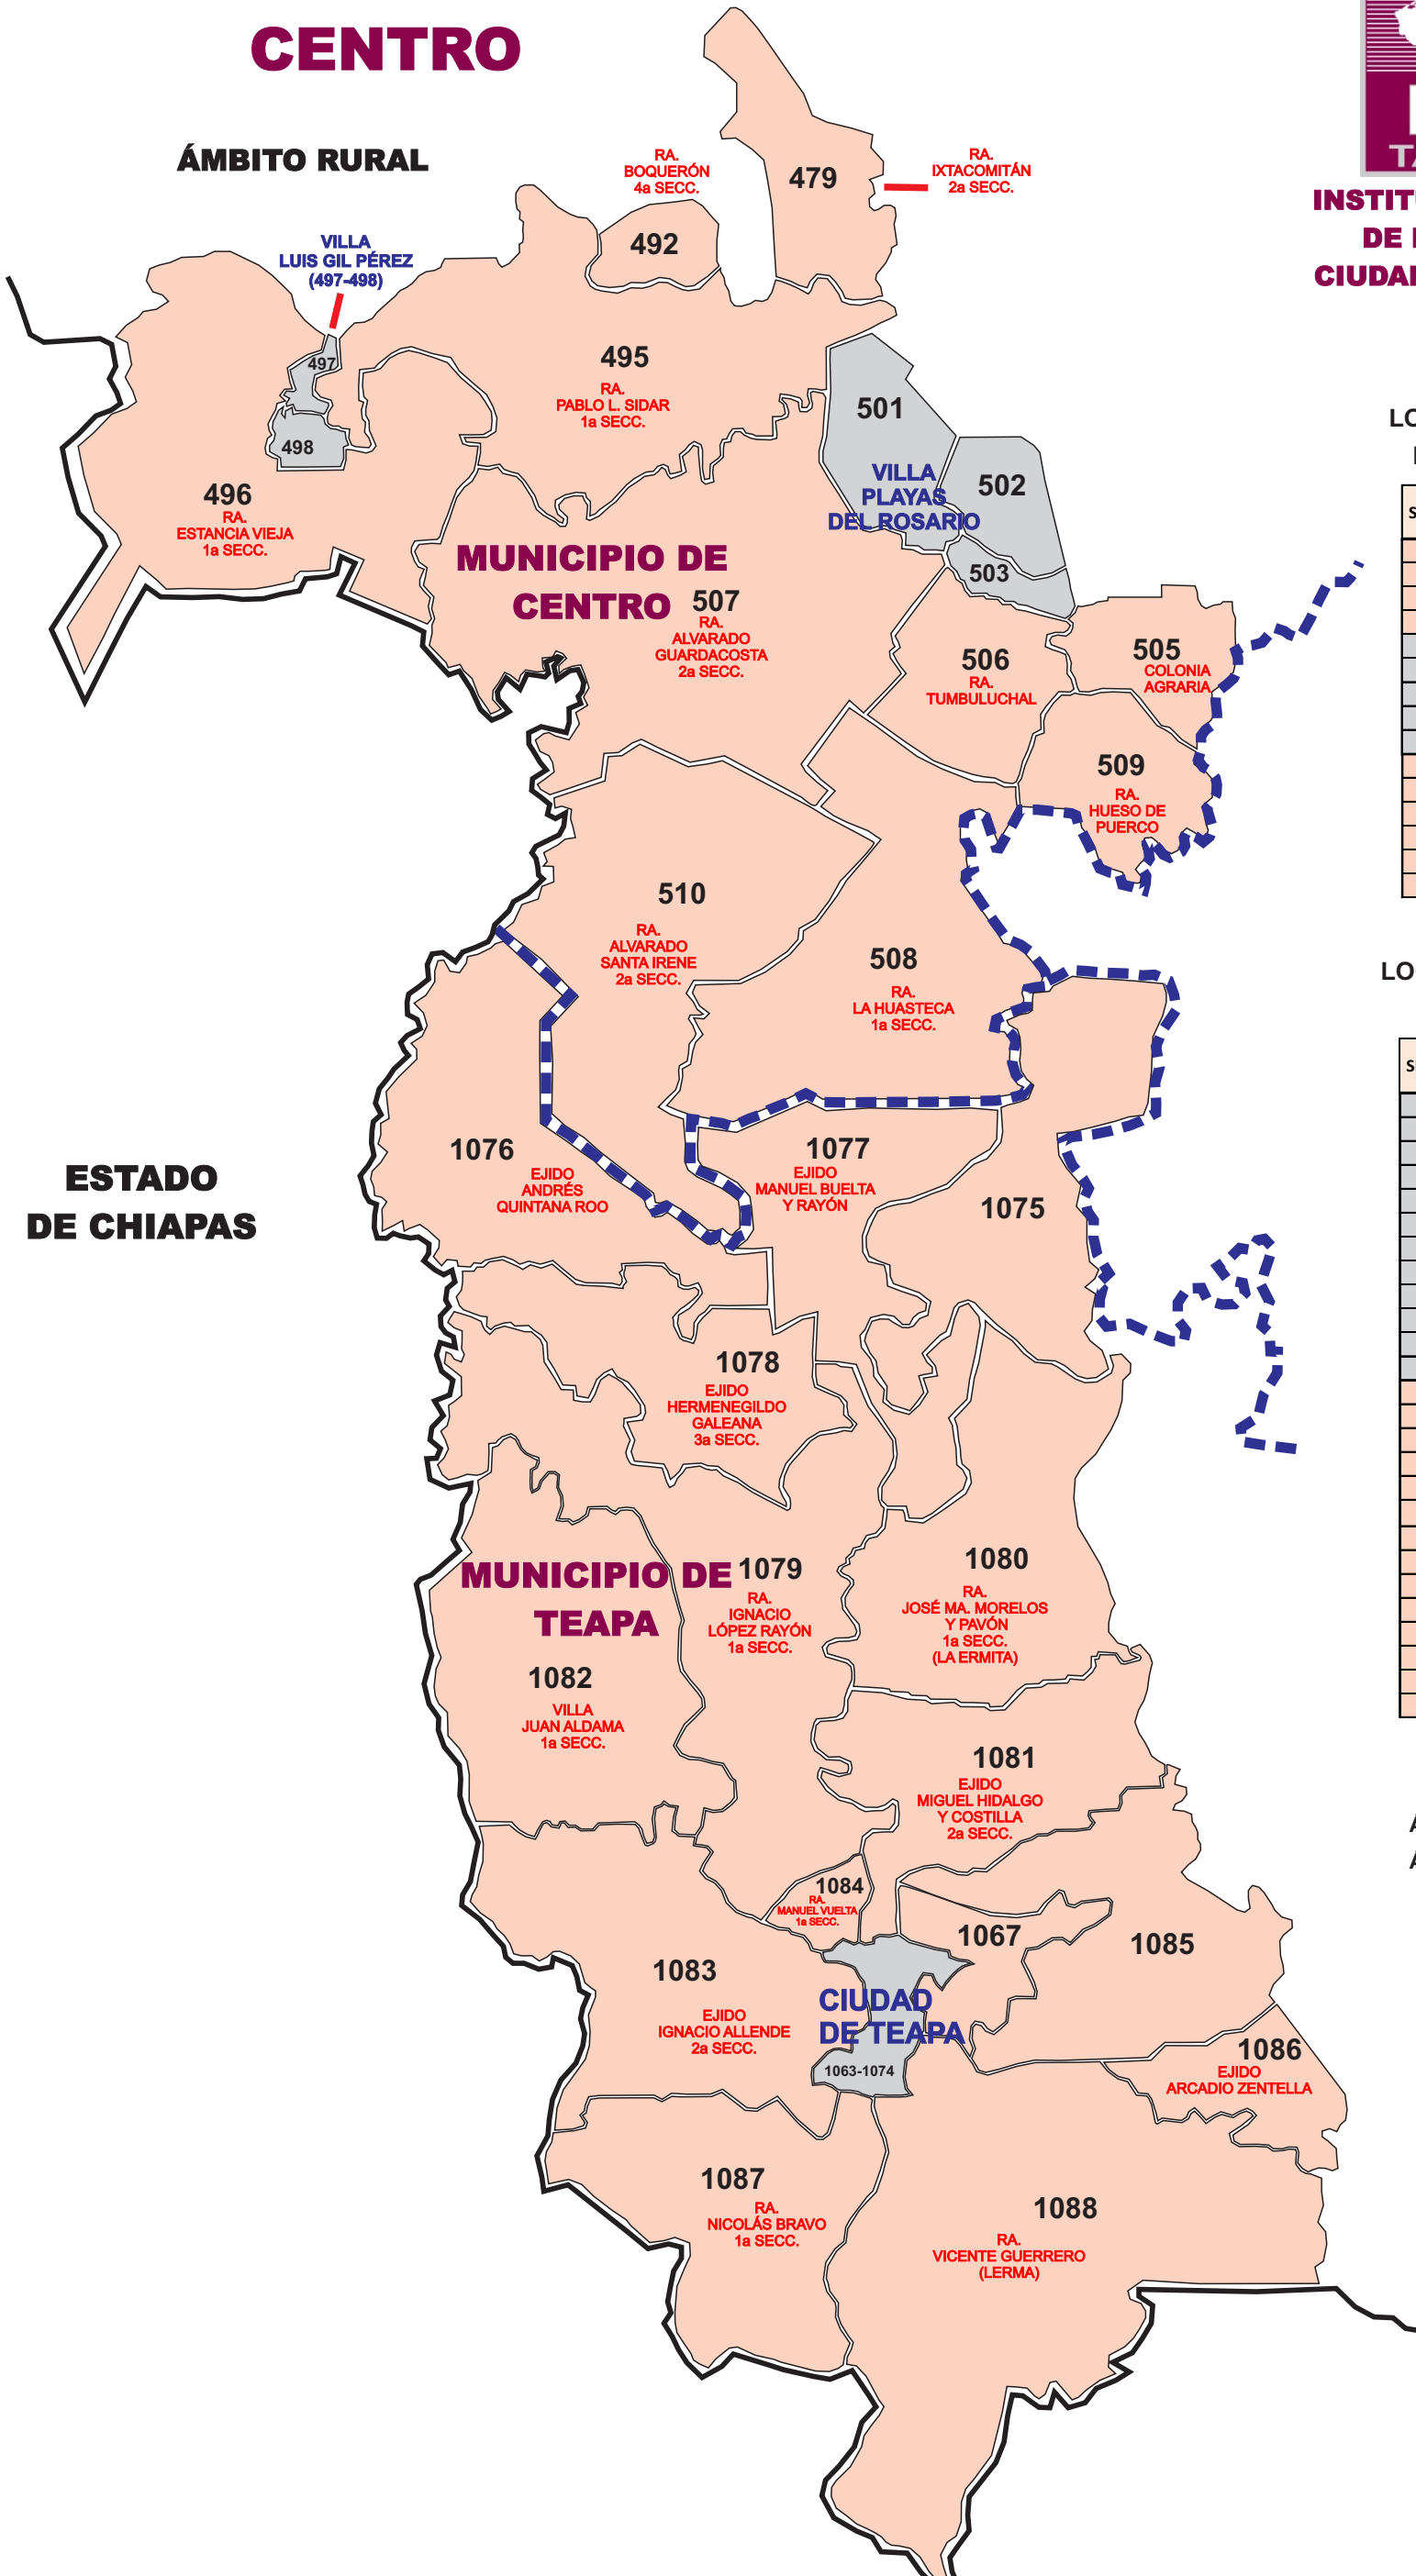 CENTRO
ÁMBITO RURAL
RA.
BOQUERÓN
4a SECC.
479
RA.
IXTACOMITÁN
2a SECC.
492
VILLA
LUIS GIL PÉREZ
(497-498)
INSTIT
DE
CIUDA
497
498
495
RA.
PABLO L. SIDAR
1a SECC.
501
502
VILLA
PLAYAS
DEL ROSARIO
503
496
RA.
ESTANCIA VIEJA
1a SECC.
MUNICIPIO DE
CENTRO
507
RA.
ALVARADO
GUARDACOSTA
2a SECC.
506
RA.
TUMBULUCHAL
505
COLONIA
AGRARIA
509
RA.
HUESO DE
PUERCO
510
RA.
ALVARADO
SANTA IRENE
2a SECC.
508
RA.
LA HUASTECA
1a SECC.
ESTADO
DE CHIAPAS
1076
EJIDO
ANDRÉS
QUINTANA ROO
1077
EJIDO
MANUEL BUELTA
Y RAYÓN
1075
1078
EJIDO
HERMENEGILDO
GALEANA
3a SECC.
MUNICIPIO DE
TEAPA
1079
RA.
IGNACIO
LÓPEZ RAYÓN
1a SECC.
1080
RA.
JOSÉ MA. MORELOS
Y PAVÓN
1a SECC.
(LA ERMITA)
1082
VILLA
JUAN ALDAMA
1a SECC.
1081
EJIDO
MIGUEL HIDALGO
Y COSTILLA
2a SECC.
1084
RA.
MANUEL VUELTA
1a SECC.
1067
1085
1083
EJIDO
IGNACIO ALLENDE
2a SECC.
CIUDAD
DE TEAPA
1063-1074
1086
EJIDO
ARCADIO ZENTELLA
1087
RA.
NICOLÁS BRAVO
1a SECC.
1088
RA.
VICENTE GUERRERO
(LERMA)